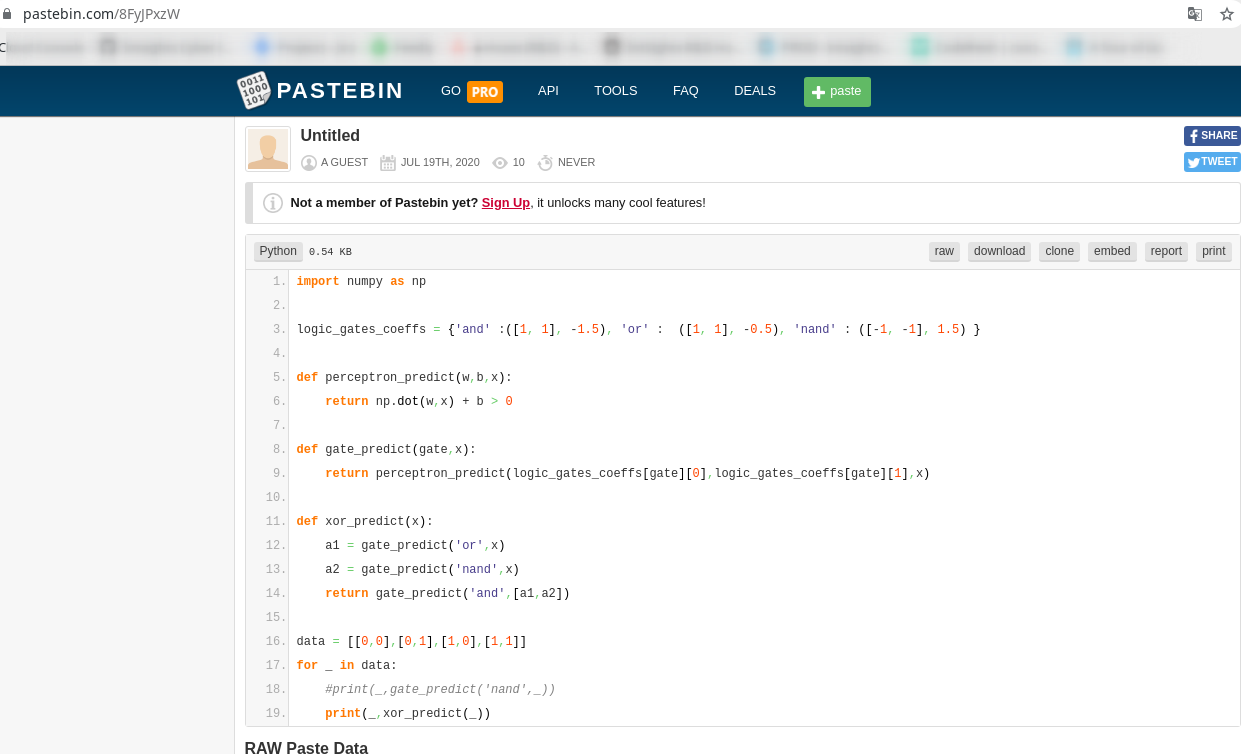 pastebin.com/8FyJPxzW
0011 1000 101 PASTEBIN GO PRO API TOOLS FAQ DEALS paste
Untitled
SHARE
A GUEST JUL 19TH, 2020 10 NEVER
TWEET
Not a member of Pastebin yet? Sign Up, it unlocks many cool features!
Python 0.54 KB raw download clone embed report print
1. import numpy as np
2.
3. logic_gates_coeffs = {'and' :([1, 1], -1.5), 'or' :  ([1, 1], -0.5), 'nand' : ([-1, -1], 1.5) }
4.
5. def perceptron_predict(w,b,x):
6.     return np.dot(w,x) + b > 0
7.
8. def gate_predict(gate,x):
9.     return perceptron_predict(logic_gates_coeffs[gate][0],logic_gates_coeffs[gate][1],x)
10.
11. def xor_predict(x):
12.     a1 = gate_predict('or',x)
13.     a2 = gate_predict('nand',x)
14.     return gate_predict('and',[a1,a2])
15.
16. data = [[0,0],[0,1],[1,0],[1,1]]
17. for _ in data:
18.     #print(_,gate_predict('nand',_))
19.     print(_,xor_predict(_))
RAW Paste Data